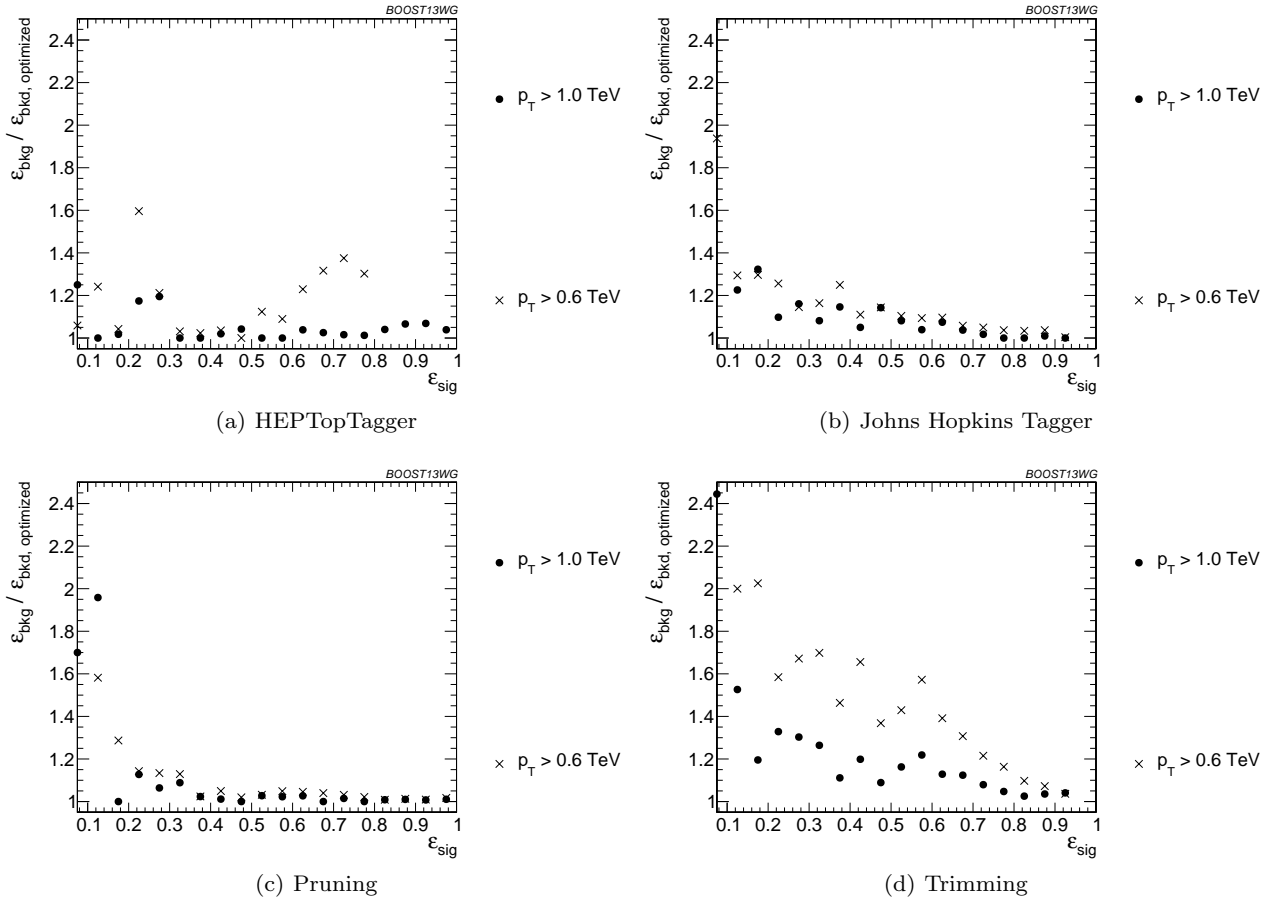 BOOST13WG
ε_bkg / ε_bkd, optimized
2.4
2.2
2
1.8
1.6
1.4
1.2
1
0.1 0.2 0.3 0.4 0.5 0.6 0.7 0.8 0.9 1
ε_sig
p_T > 1.0 TeV
p_T > 0.6 TeV
(a) HEPTopTagger
BOOST13WG
ε_bkg / ε_bkd, optimized
2.4
2.2
2
1.8
1.6
1.4
1.2
1
0.1 0.2 0.3 0.4 0.5 0.6 0.7 0.8 0.9 1
ε_sig
p_T > 1.0 TeV
p_T > 0.6 TeV
(b) Johns Hopkins Tagger
BOOST13WG
ε_bkg / ε_bkd, optimized
2.4
2.2
2
1.8
1.6
1.4
1.2
1
0.1 0.2 0.3 0.4 0.5 0.6 0.7 0.8 0.9 1
ε_sig
p_T > 1.0 TeV
p_T > 0.6 TeV
(c) Pruning
BOOST13WG
ε_bkg / ε_bkd, optimized
2.4
2.2
2
1.8
1.6
1.4
1.2
1
0.1 0.2 0.3 0.4 0.5 0.6 0.7 0.8 0.9 1
ε_sig
p_T > 1.0 TeV
p_T > 0.6 TeV
(d) Trimming